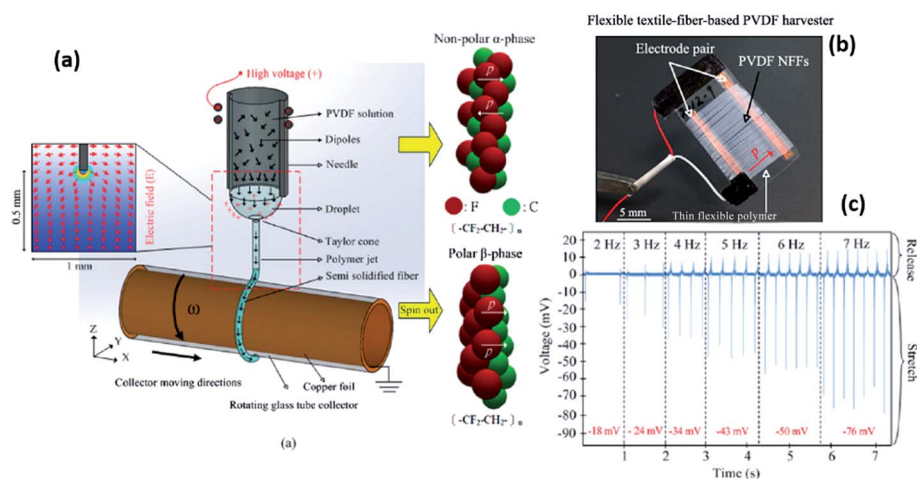 (a)
High voltage (+)
PVDF solution
Dipoles
Needle
Droplet
Taylor cone
Polymer jet
Semi solidified fiber
Electric field (E)
0.5 mm
1 mm
ω
Z
Y
X
Collector moving directions
Copper foil
Rotating glass tube collector
(a)
Spin out
Non-polar α-phase
P
P
: F
: C
[-CF2-CH2-]n
Polar β-phase
P
P
[-CF2-CH2-]n
Flexible textile-fiber-based PVDF harvester
(b)
Electrode pair
PVDF NFFs
P
5 mm
Thin flexible polymer
(c)
Voltage (mV)
20
10
0
-10
-20
-30
-40
-50
-60
-70
-80
-90
2 Hz
3 Hz
4 Hz
5 Hz
6 Hz
7 Hz
-18 mV
-24 mV
-34 mV
-43 mV
-50 mV
-76 mV
1
2
3
4
5
6
7
Time (s)
Release
Stretch